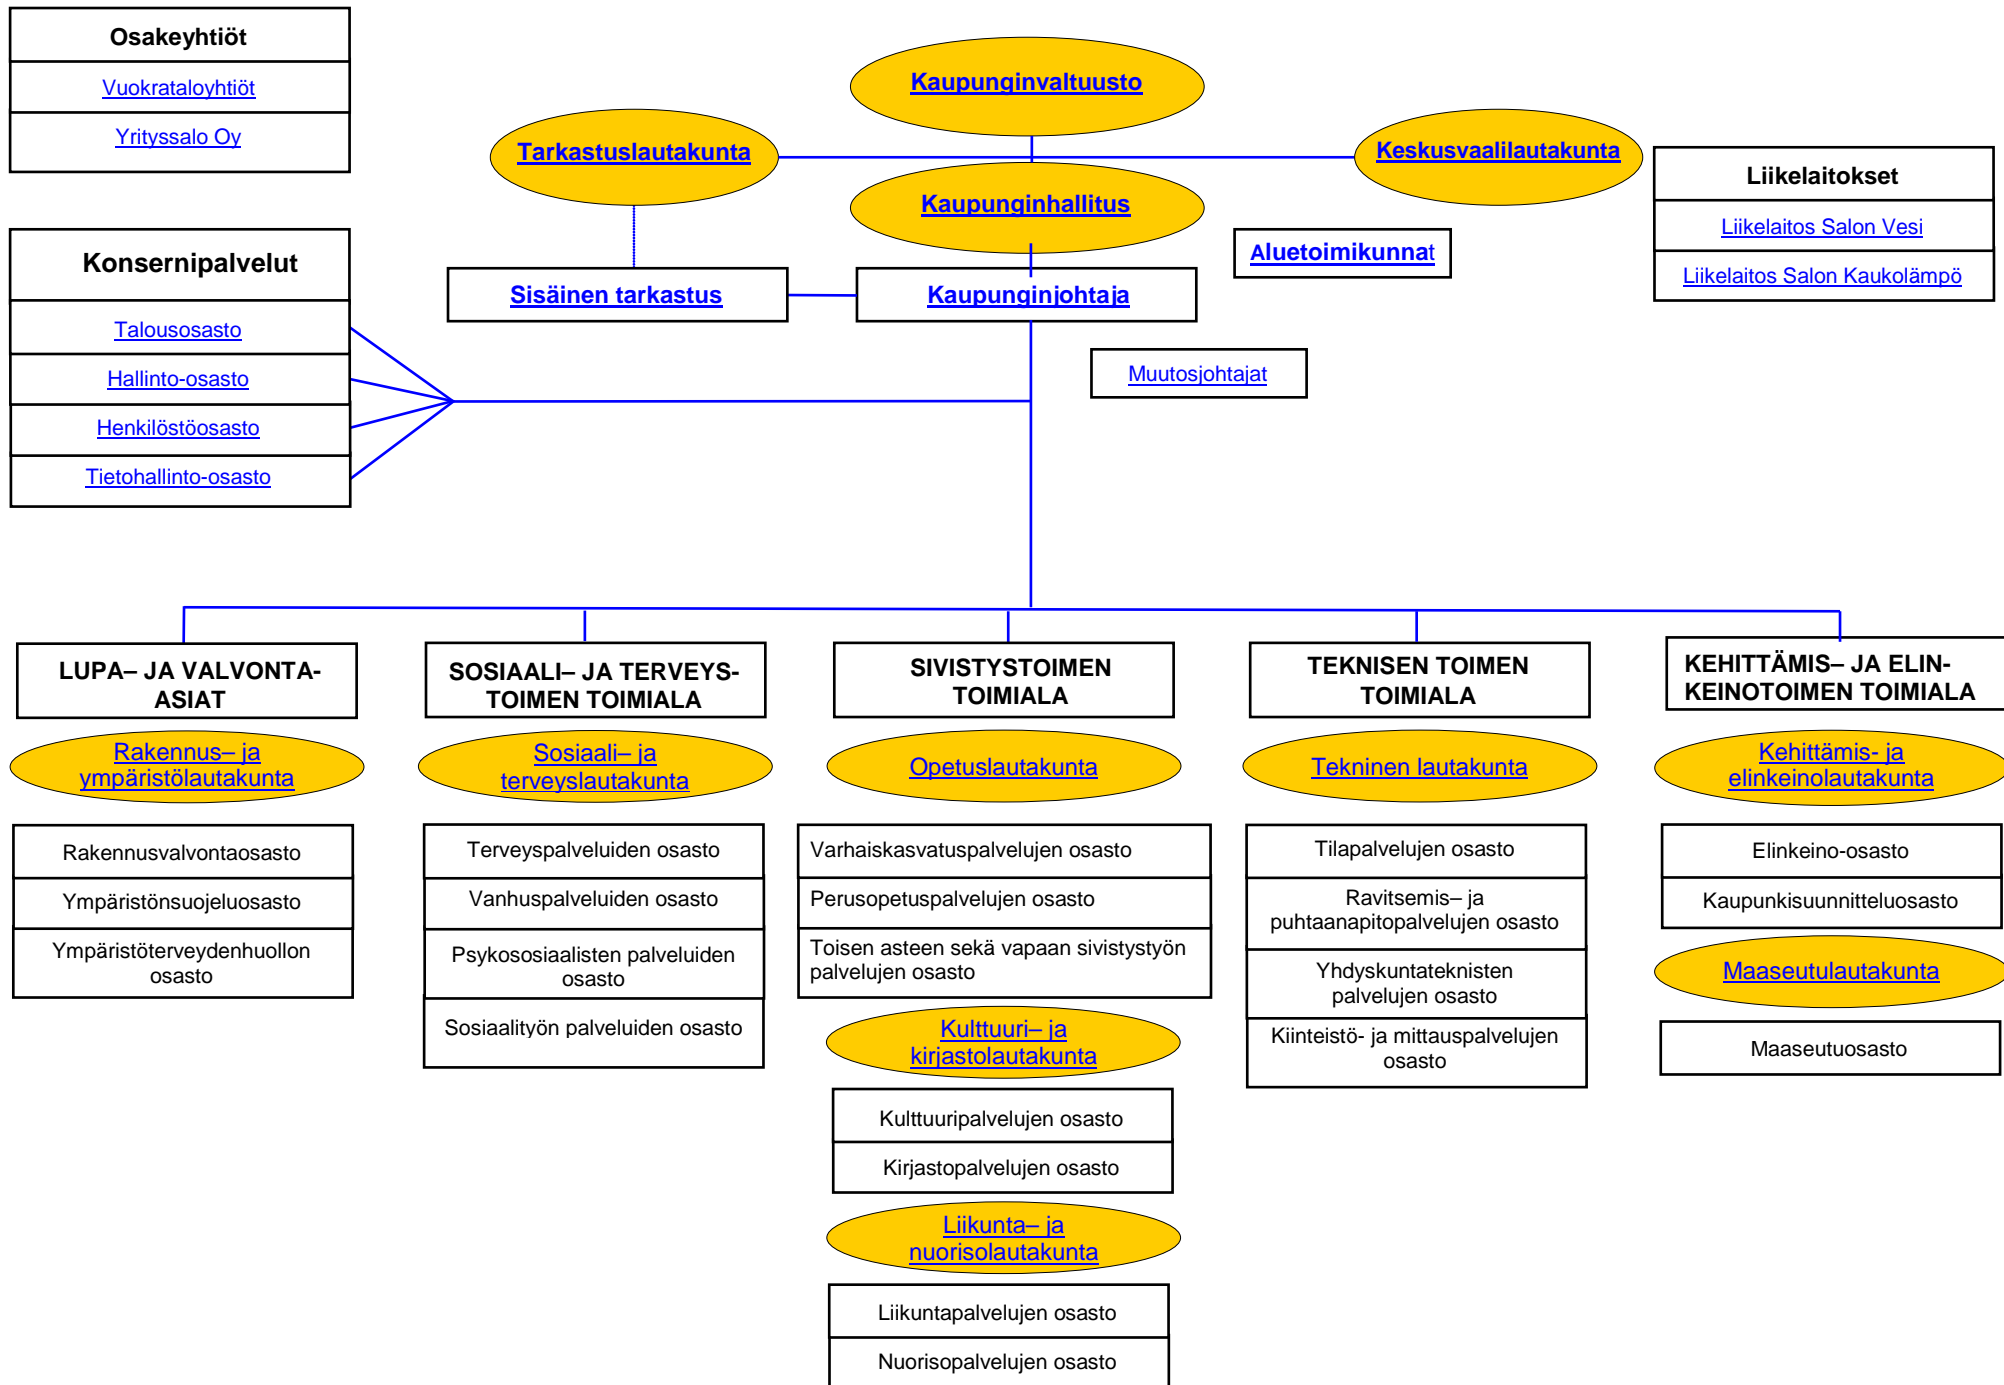 Osakeyhtiöt
Vuokrataloyhtiöt
Yrityssalo Oy
Kaupunginvaltuusto
Tarkastuslautakunta
Keskusvaalilautakunta
Kaupunginhallitus
Liikelaitokset
Liikelaitos Salon Vesi
Liikelaitos Salon Kaukolämpö
Aluetoimikunnat
Konsernipalvelut
Talousosasto
Hallinto-osasto
Henkilöstöosasto
Tietohallinto-osasto
Sisäinen tarkastus
Kaupunginjohtaja
Muutosjohtajat
LUPA– JA VALVONTA-
ASIAT
Rakennus– ja
ympäristölautakunta
Rakennusvalvontaosasto
Ympäristönsuojeluosasto
Ympäristöterveydenhuollon
osasto
SOSIAALI– JA TERVEYS-
TOIMEN TOIMIALA
Sosiaali– ja
terveyslautakunta
Terveyspalveluiden osasto
Vanhuspalveluiden osasto
Psykososiaalisten palveluiden
osasto
Sosiaalityön palveluiden osasto
SIVISTYSTOIMEN
TOIMIALA
Opetuslautakunta
Varhaiskasvatuspalvelujen osasto
Perusopetuspalvelujen osasto
Toisen asteen sekä vapaan sivistystyön
palvelujen osasto
Kulttuuri– ja
kirjastolautakunta
Kulttuuripalvelujen osasto
Kirjastopalvelujen osasto
Liikunta– ja
nuorisolautakunta
Liikuntapalvelujen osasto
Nuorisopalvelujen osasto
TEKNISEN TOIMEN
TOIMIALA
Tekninen lautakunta
Tilapalvelujen osasto
Ravitsemis– ja
puhtaanapitopalvelujen osasto
Yhdyskuntateknisten
palvelujen osasto
Kiinteistö- ja mittauspalvelujen
osasto
KEHITTÄMIS– JA ELIN-
KEINOTOIMEN TOIMIALA
Kehittämis- ja
elinkeinolautakunta
Elinkeino-osasto
Kaupunkisuunnitteluosasto
Maaseutulautakunta
Maaseutuosasto